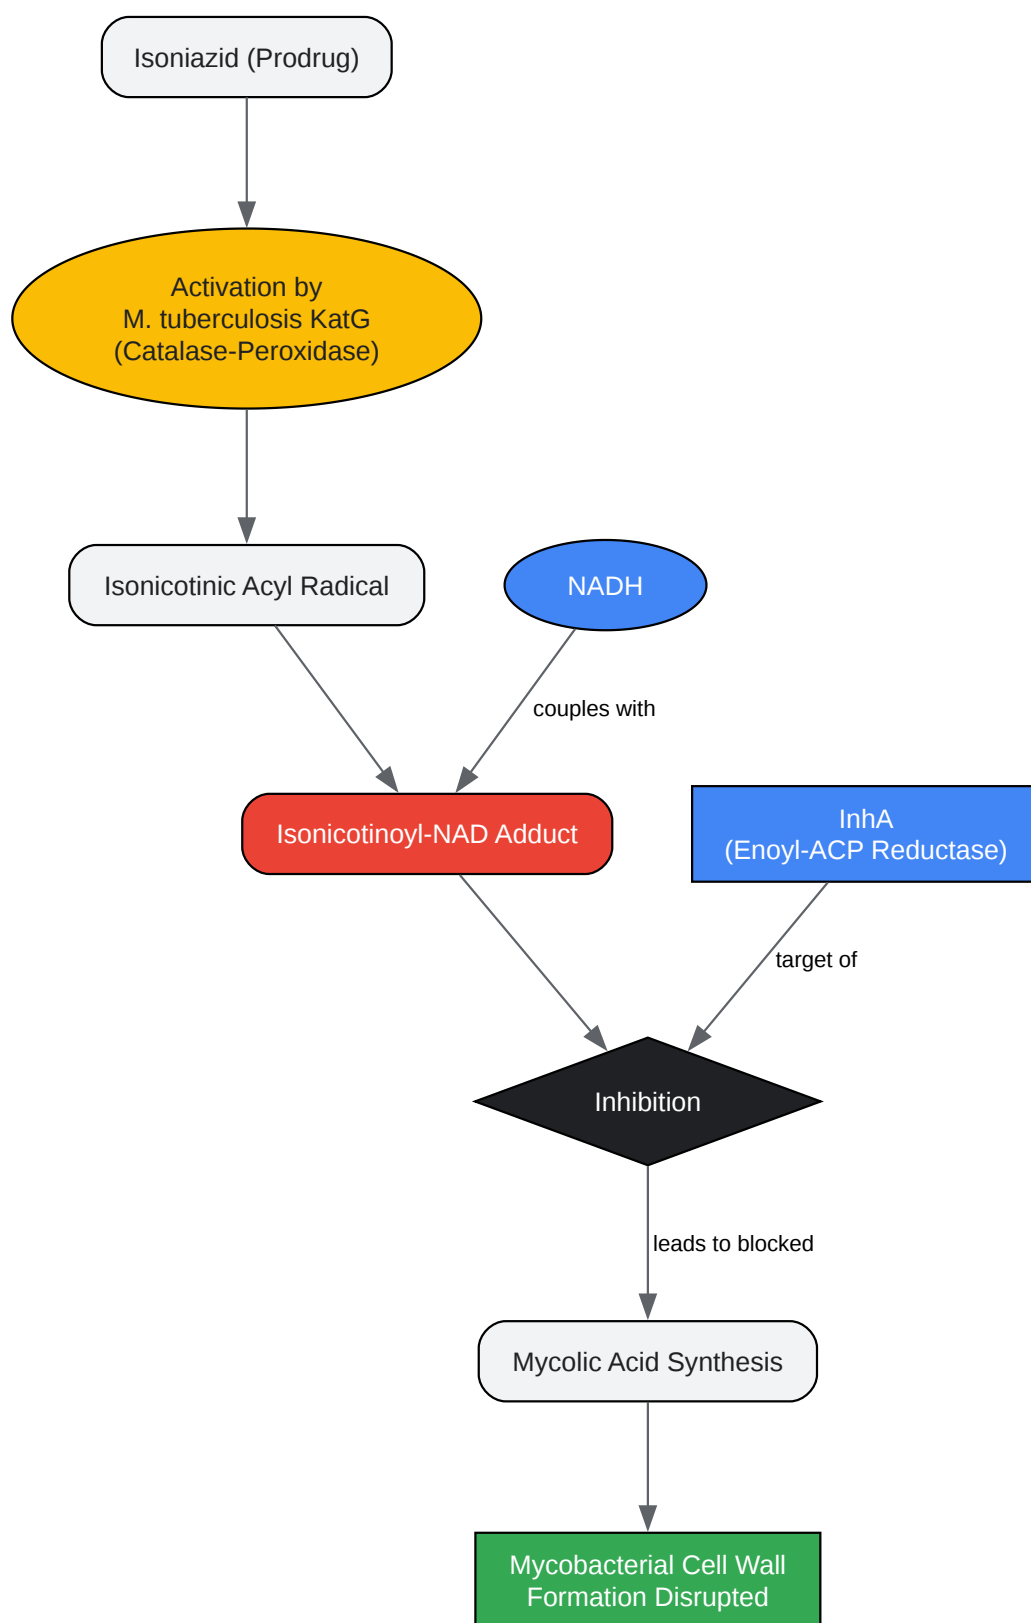 Isoniazid (Prodrug)
Activation by
M. tuberculosis KatG
(Catalase-Peroxidase)
Isonicotinic Acyl Radical
NADH
couples with
Isonicotinoyl-NAD Adduct
InhA
(Enoyl-ACP Reductase)
target of
Inhibition
leads to blocked
Mycolic Acid Synthesis
Mycobacterial Cell Wall
Formation Disrupted